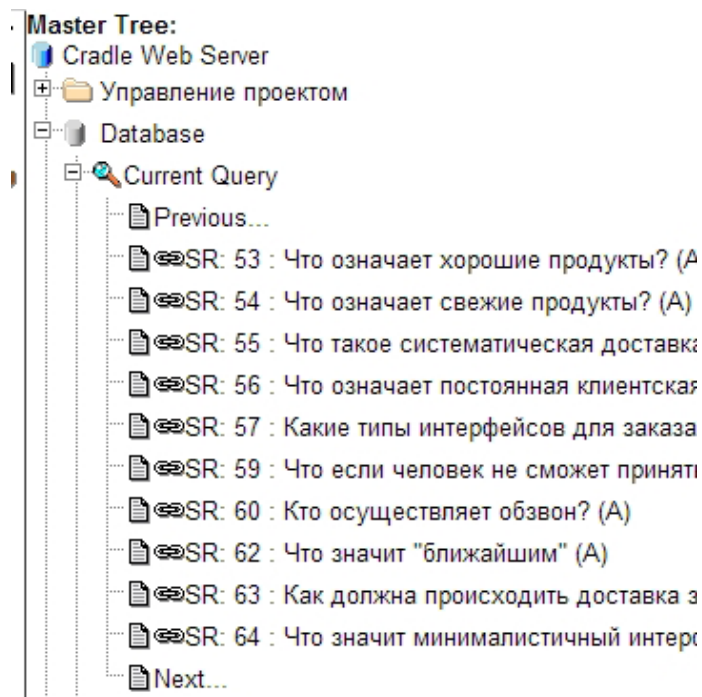 Master Tree:
Cradle Web Server
Управление проектом
Database
Current Query
Previous...
SR: 53 : Что означает хорошие продукты? (A
SR: 54 : Что означает свежие продукты? (A)
SR: 55 : Что такое систематическая доставка
SR: 56 : Что означает постоянная клиентская
SR: 57 : Какие типы интерфейсов для заказа
SR: 59 : Что если человек не сможет принять
SR: 60 : Кто осуществляет обзвон? (A)
SR: 62 : Что значит "ближайшим" (A)
SR: 63 : Как должна происходить доставка з
SR: 64 : Что значит минималистичный интер
Next...